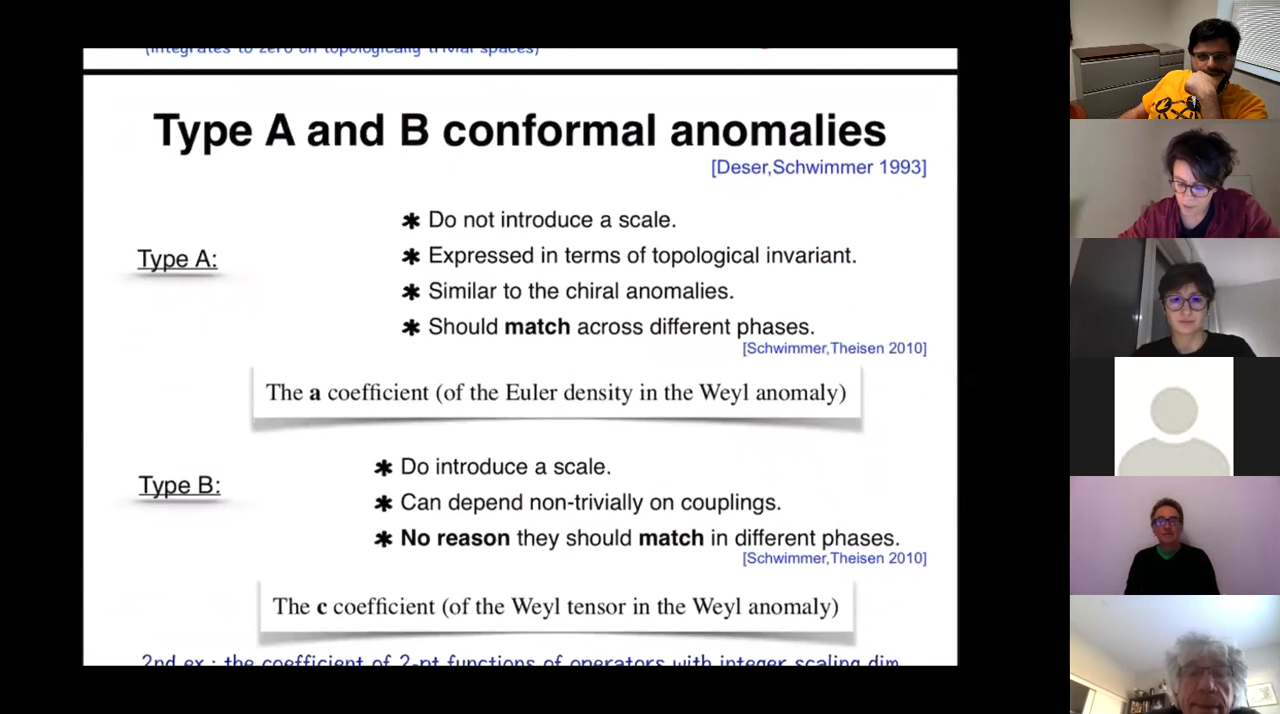 (integrates to zero on topologically trivial spaces)
Type A and B conformal anomalies
[Deser,Schwimmer 1993]
Type A:
✱ Do not introduce a scale.
✱ Expressed in terms of topological invariant.
✱ Similar to the chiral anomalies.
✱ Should match across different phases.
[Schwimmer,Theisen 2010]
The a coefficient (of the Euler density in the Weyl anomaly)
Type B:
✱ Do introduce a scale.
✱ Can depend non-trivially on couplings.
✱ No reason they should match in different phases.
[Schwimmer,Theisen 2010]
The c coefficient (of the Weyl tensor in the Weyl anomaly)
2nd ex : the coefficient of 2-pt functions of operators with integer scaling dim